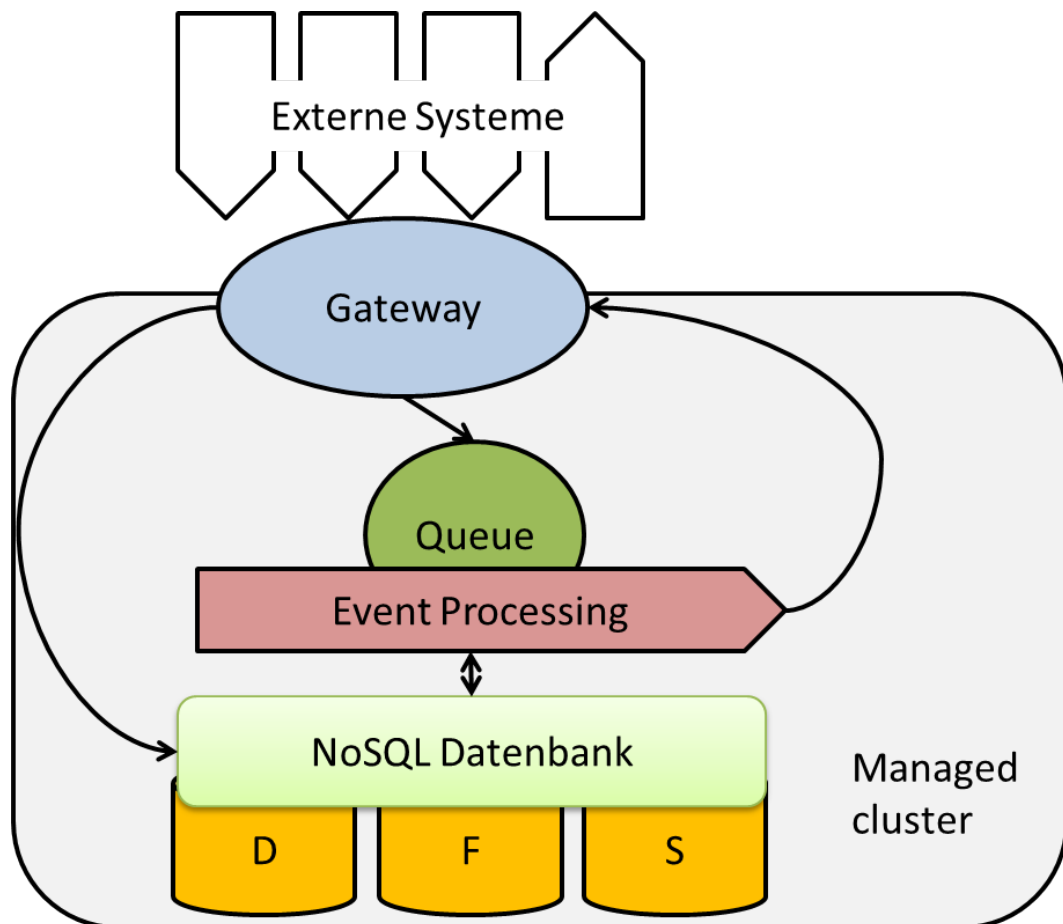 Externe Systeme
Gateway
Queue
Event Processing
NoSQL Datenbank
D
F
S
Managed
cluster